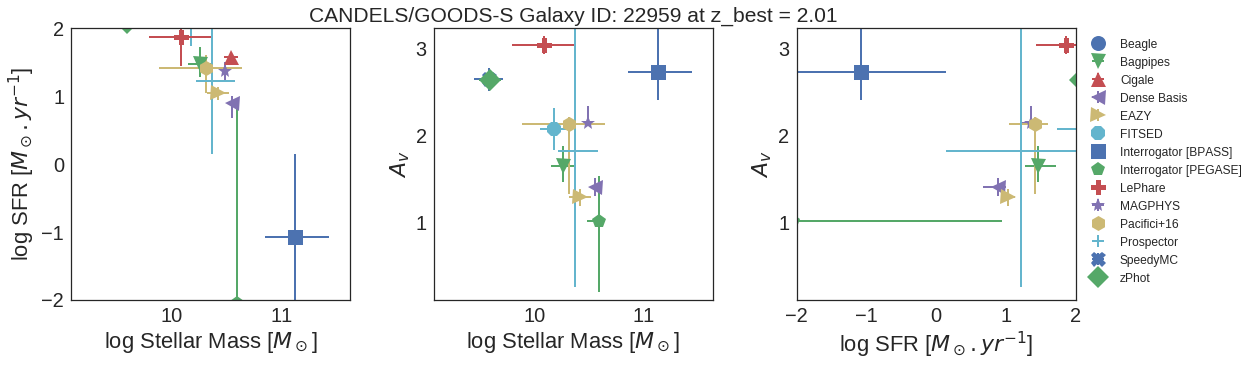 CANDELS/GOODS-S Galaxy ID: 22959 at z_best = 2.01
log SFR [M⊙.yr⁻¹]
2
1
0
−1
−2
10 11
log Stellar Mass [M⊙]
A_V
3
2
1
10 11
log Stellar Mass [M⊙]
A_V
3
2
1
−2 −1 0 1 2
log SFR [M⊙.yr⁻¹]
Beagle
Bagpipes
Cigale
Dense Basis
EAZY
FITSED
Interrogator [BPASS]
Interrogator [PEGASE]
LePhare
MAGPHYS
Pacifici+16
Prospector
SpeedyMC
zPhot